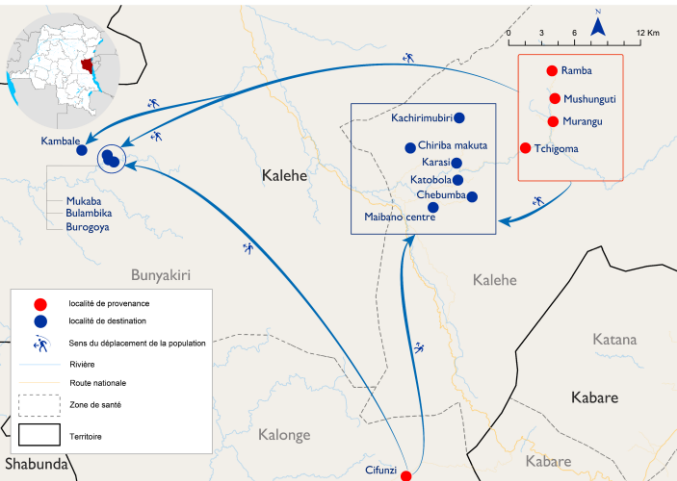 N
0 3 6 12 Km
Ramba
Mushunguti
Murangu
Tchigoma
Kachirimubiri
Chiriba makuta
Karasi
Katobola
Chebumba
Maibano centre
Kambale
Mukaba
Bulambika
Burogoya
Kalehe
Bunyakiri
Kalehe
Katana
Kabare
Kabare
Kalonge
Cifunzi
Shabunda
localité de provenance
localité de destination
Sens du déplacement de la population
Rivière
Route nationale
Zone de santé
Territoire